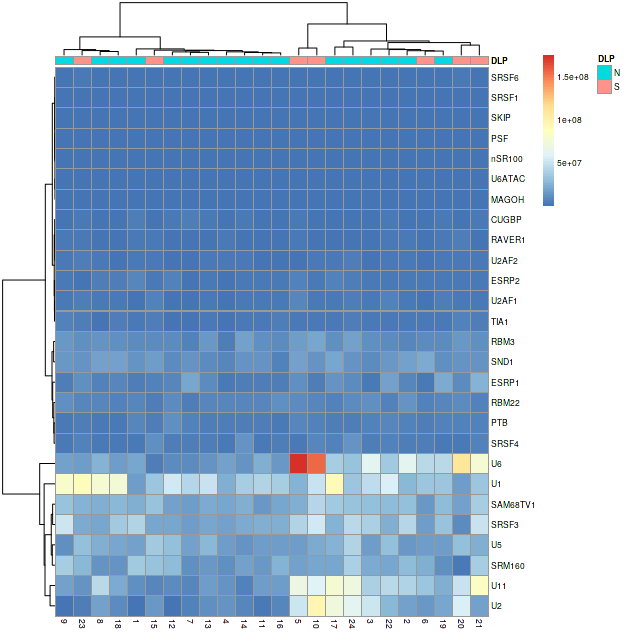 DLP
DLP
N
S
1.5e+08
1e+08
5e+07
SRSF6
SRSF1
SKIP
PSF
nSR100
U6ATAC
MAGOH
CUGBP
RAVER1
U2AF2
ESRP2
U2AF1
TIA1
RBM3
SND1
ESRP1
RBM22
PTB
SRSF4
U6
U1
SAM68TV1
SRSF3
U5
SRM160
U11
U2
9 23 8 18 1 15 12 7 13 4 14 11 16 5 10 17 24 3 22 2 6 19 20 21